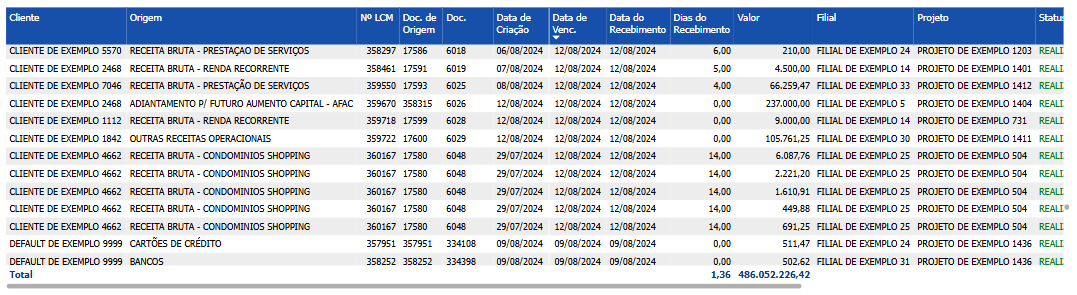 Cliente Origem Nº LCM Doc. de Origem Doc. Data de Criação Data de Venc. Data do Recebimento Dias do Recebimento Valor Filial Projeto Status
CLIENTE DE EXEMPLO 5570 RECEITA BRUTA - PRESTAÇAO DE SERVIÇOS 358297 17586 6018 06/08/2024 12/08/2024 12/08/2024 6,00 210,00 FILIAL DE EXEMPLO 24 PROJETO DE EXEMPLO 1203 REALI
CLIENTE DE EXEMPLO 2468 RECEITA BRUTA - RENDA RECORRENTE 358461 17591 6019 07/08/2024 12/08/2024 12/08/2024 5,00 4.500,00 FILIAL DE EXEMPLO 14 PROJETO DE EXEMPLO 1401 REALI
CLIENTE DE EXEMPLO 7046 RECEITA BRUTA - PRESTAÇÃO DE SERVIÇOS 359550 17593 6025 08/08/2024 12/08/2024 12/08/2024 4,00 66.259,47 FILIAL DE EXEMPLO 33 PROJETO DE EXEMPLO 1412 REALI
CLIENTE DE EXEMPLO 2468 ADIANTAMENTO P/ FUTURO AUMENTO CAPITAL - AFAC 359670 358315 6026 12/08/2024 12/08/2024 12/08/2024 0,00 237.000,00 FILIAL DE EXEMPLO 5 PROJETO DE EXEMPLO 1404 REALI
CLIENTE DE EXEMPLO 1112 RECEITA BRUTA - RENDA RECORRENTE 359718 17599 6028 12/08/2024 12/08/2024 12/08/2024 0,00 9.000,00 FILIAL DE EXEMPLO 14 PROJETO DE EXEMPLO 731 REALI
CLIENTE DE EXEMPLO 1842 OUTRAS RECEITAS OPERACIONAIS 359722 17600 6029 12/08/2024 12/08/2024 12/08/2024 0,00 105.761,25 FILIAL DE EXEMPLO 30 PROJETO DE EXEMPLO 1411 REALI
CLIENTE DE EXEMPLO 4662 RECEITA BRUTA - CONDOMINIOS SHOPPING 360167 17580 6048 29/07/2024 12/08/2024 12/08/2024 14,00 6.087,76 FILIAL DE EXEMPLO 25 PROJETO DE EXEMPLO 504 REALI
CLIENTE DE EXEMPLO 4662 RECEITA BRUTA - CONDOMINIOS SHOPPING 360167 17580 6048 29/07/2024 12/08/2024 12/08/2024 14,00 2.221,20 FILIAL DE EXEMPLO 25 PROJETO DE EXEMPLO 504 REALI
CLIENTE DE EXEMPLO 4662 RECEITA BRUTA - CONDOMINIOS SHOPPING 360167 17580 6048 29/07/2024 12/08/2024 12/08/2024 14,00 1.610,91 FILIAL DE EXEMPLO 25 PROJETO DE EXEMPLO 504 REALI
CLIENTE DE EXEMPLO 4662 RECEITA BRUTA - CONDOMINIOS SHOPPING 360167 17580 6048 29/07/2024 12/08/2024 12/08/2024 14,00 449,88 FILIAL DE EXEMPLO 25 PROJETO DE EXEMPLO 504 REALI
CLIENTE DE EXEMPLO 4662 RECEITA BRUTA - CONDOMINIOS SHOPPING 360167 17580 6048 29/07/2024 12/08/2024 12/08/2024 14,00 691,25 FILIAL DE EXEMPLO 25 PROJETO DE EXEMPLO 504 REALI
DEFAULT DE EXEMPLO 9999 CARTÕES DE CRÉDITO 357951 357951 334108 09/08/2024 09/08/2024 09/08/2024 0,00 511,47 FILIAL DE EXEMPLO 24 PROJETO DE EXEMPLO 1436 REALI
DEFAULT DE EXEMPLO 9999 BANCOS 358252 358252 334398 09/08/2024 09/08/2024 09/08/2024 0,00 502,62 FILIAL DE EXEMPLO 31 PROJETO DE EXEMPLO 1436 REALI
Total 1,36 486.052.226,42